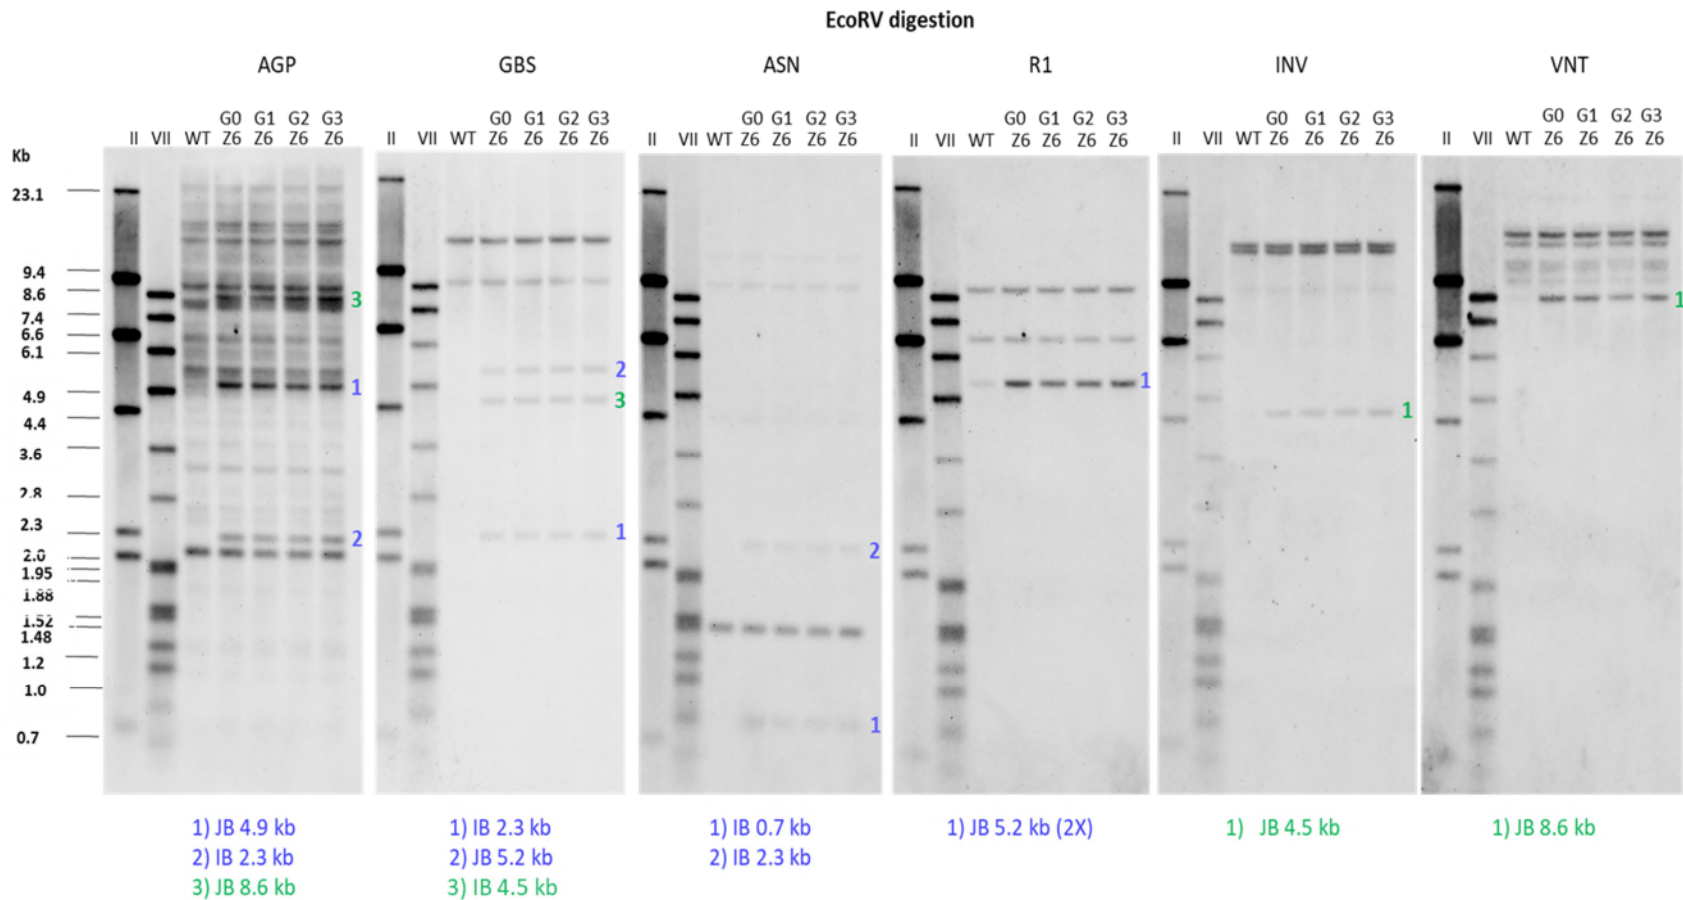 EcoRV digestion
AGP GBS ASN R1 INV VNT
G0 G1 G2 G3 G0 G1 G2 G3 G0 G1 G2 G3 G0 G1 G2 G3 G0 G1 G2 G3 G0 G1 G2 G3
II VII WT Z6 Z6 Z6 Z6 II VII WT Z6 Z6 Z6 Z6 II VII WT Z6 Z6 Z6 Z6 II VII WT Z6 Z6 Z6 Z6 II VII WT Z6 Z6 Z6 Z6 II VII WT Z6 Z6 Z6 Z6
Kb
23.1
9.4
8.6 3 1
7.4
6.6
6.1 2
4.9 1 3 1
4.4 1
3.6
2.8
2.3 2 1 2
2.0
1.95
1.88
1.52
1.48
1.2
1.0
0.7 1
1) JB 4.9 kb 1) IB 2.3 kb 1) IB 0.7 kb 1) JB 5.2 kb (2X) 1) JB 4.5 kb 1) JB 8.6 kb
2) IB 2.3 kb 2) JB 5.2 kb 2) IB 2.3 kb
3) JB 8.6 kb 3) IB 4.5 kb